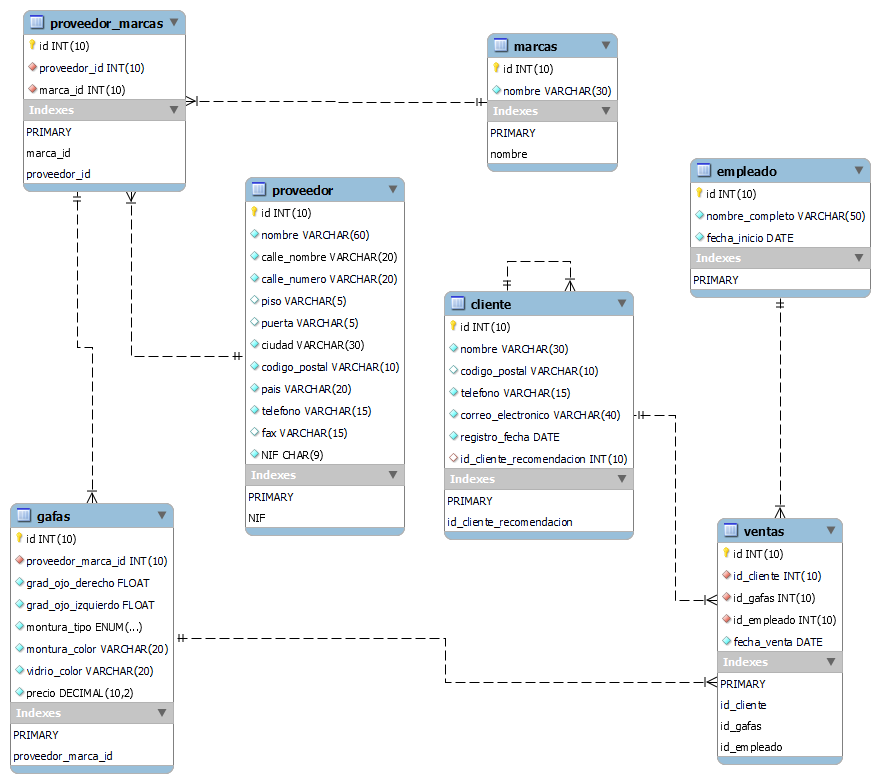 proveedor_marcas
id INT(10)
proveedor_id INT(10)
marca_id INT(10)
Indexes
PRIMARY
marca_id
proveedor_id
marcas
id INT(10)
nombre VARCHAR(30)
Indexes
PRIMARY
nombre
proveedor
id INT(10)
nombre VARCHAR(60)
calle_nombre VARCHAR(20)
calle_numero VARCHAR(20)
piso VARCHAR(5)
puerta VARCHAR(5)
ciudad VARCHAR(30)
codigo_postal VARCHAR(10)
pais VARCHAR(20)
telefono VARCHAR(15)
fax VARCHAR(15)
NIF CHAR(9)
Indexes
PRIMARY
NIF
empleado
id INT(10)
nombre_completo VARCHAR(50)
fecha_inicio DATE
Indexes
PRIMARY
cliente
id INT(10)
nombre VARCHAR(30)
codigo_postal VARCHAR(10)
telefono VARCHAR(15)
correo_electronico VARCHAR(40)
registro_fecha DATE
id_cliente_recomendacion INT(10)
Indexes
PRIMARY
id_cliente_recomendacion
gafas
id INT(10)
proveedor_marca_id INT(10)
grad_ojo_derecho FLOAT
grad_ojo_izquierdo FLOAT
montura_tipo ENUM(...)
montura_color VARCHAR(20)
vidrio_color VARCHAR(20)
precio DECIMAL(10,2)
Indexes
PRIMARY
proveedor_marca_id
ventas
id INT(10)
id_cliente INT(10)
id_gafas INT(10)
id_empleado INT(10)
fecha_venta DATE
Indexes
PRIMARY
id_cliente
id_gafas
id_empleado